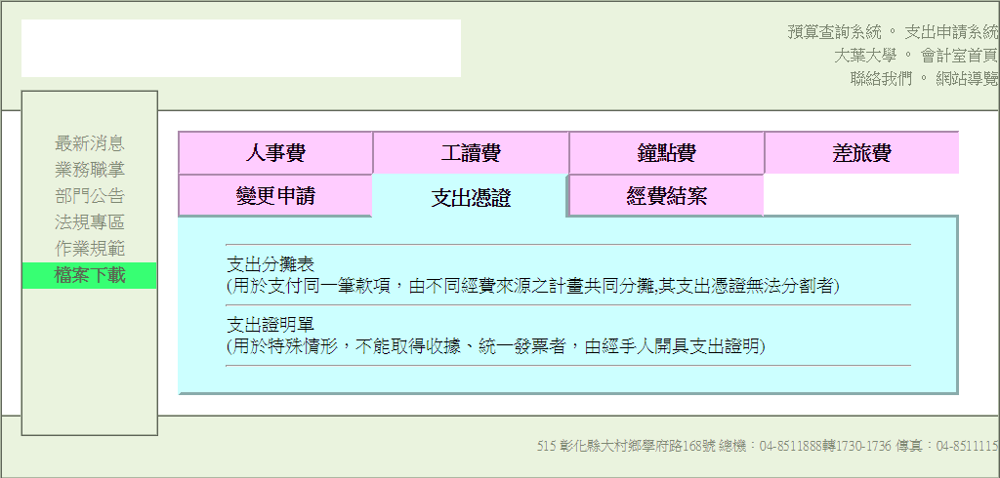 預算查詢系統 。 支出申請系統
大葉大學 。 會計室首頁
聯絡我們 。 網站導覽
最新消息
業務職掌
部門公告
法規專區
作業規範
檔案下載
人事費
工讀費
鐘點費
差旅費
變更申請
支出憑證
經費結案
支出分攤表
(用於支付同一筆款項，由不同經費來源之計畫共同分攤,其支出憑證無法分割者)
支出證明單
(用於特殊情形，不能取得收據、統一發票者，由經手人開具支出證明)
515 彰化縣大村鄉學府路168號 總機：04-8511888轉1730-1736 傳真：04-8511115